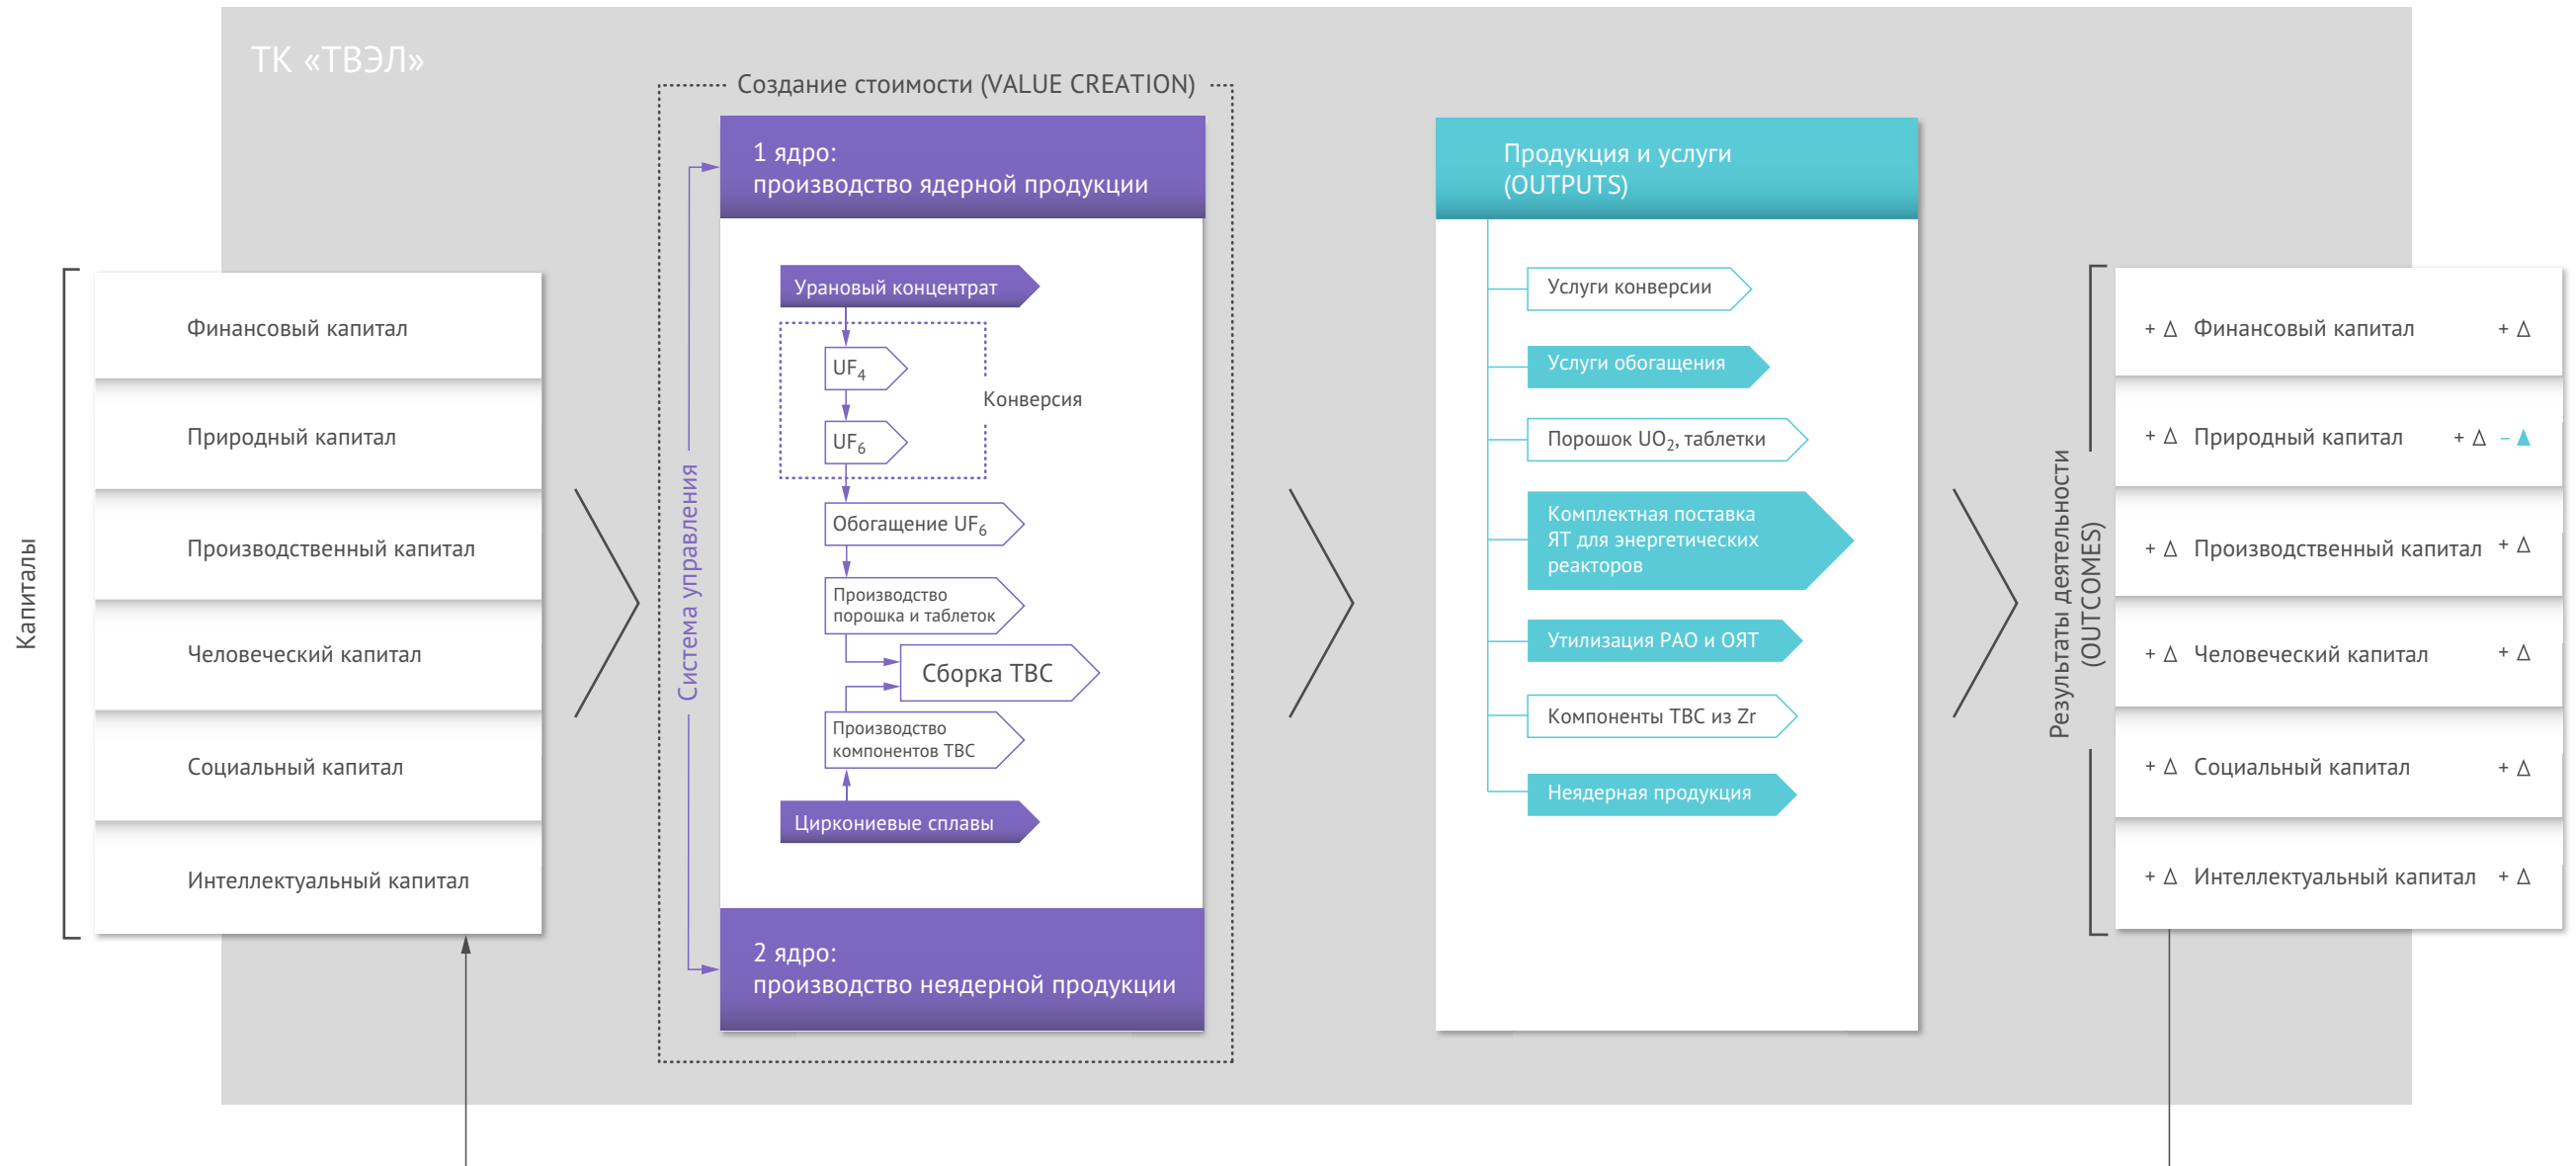 ТК «ТВЭЛ»
Капиталы
Финансовый капитал
Природный капитал
Производственный капитал
Человеческий капитал
Социальный капитал
Интеллектуальный капитал
Создание стоимости (VALUE CREATION)
Система управления
1 ядро:
производство ядерной продукции
Урановый концентрат
UF4
UF6
Конверсия
Обогащение UF6
Производство
порошка и таблеток
Сборка ТВС
Производство
компонентов ТВС
Циркониевые сплавы
2 ядро:
производство неядерной продукции
Продукция и услуги
(OUTPUTS)
Услуги конверсии
Услуги обогащения
Порошок UO2, таблетки
Комплектная поставка
ЯТ для энергетических
реакторов
Утилизация РАО и ОЯТ
Компоненты ТВС из Zr
Неядерная продукция
Результаты деятельности
(OUTCOMES)
+ Δ Финансовый капитал + Δ
+ Δ Природный капитал + Δ – ▲
+ Δ Производственный капитал + Δ
+ Δ Человеческий капитал + Δ
+ Δ Социальный капитал + Δ
+ Δ Интеллектуальный капитал + Δ